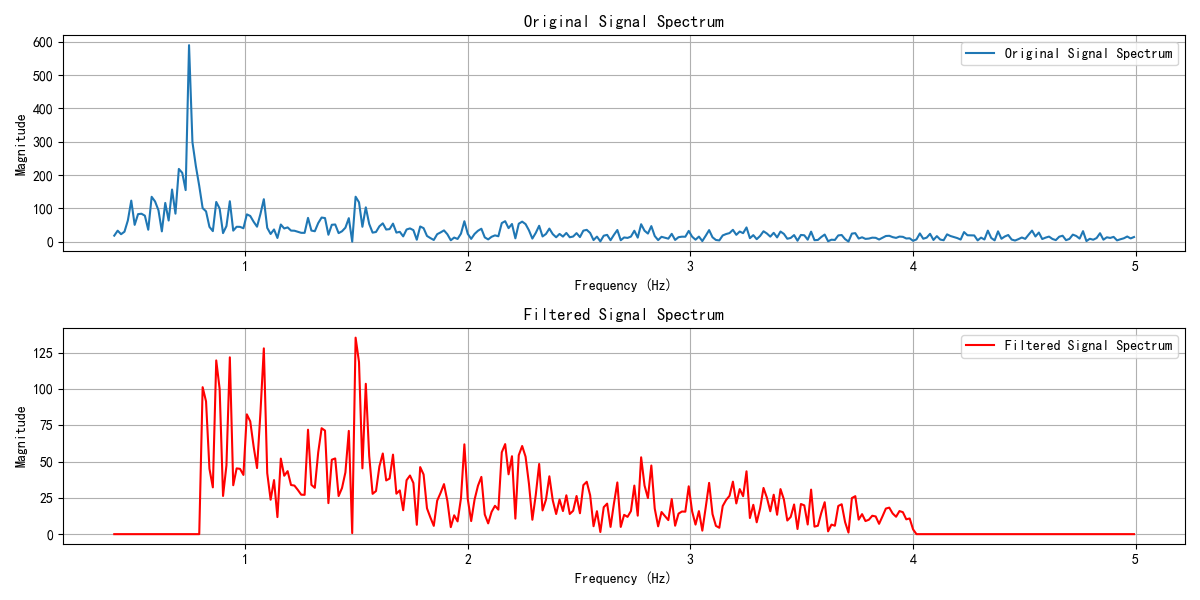 Original Signal Spectrum
600
500
400
300
200
100
0
Magnitude
Original Signal Spectrum
1
2
3
4
5
Frequency (Hz)
Filtered Signal Spectrum
125
100
75
50
25
0
Magnitude
Filtered Signal Spectrum
1
2
3
4
5
Frequency (Hz)